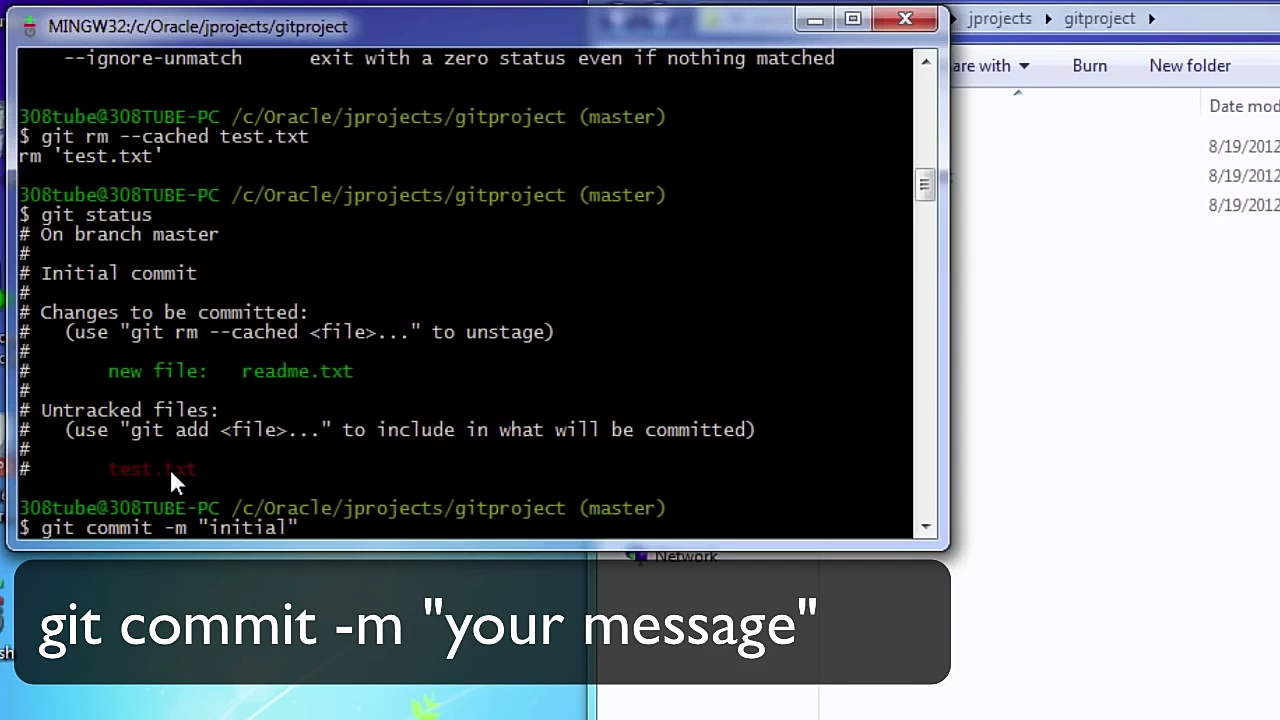 MINGW32:/c/Oracle/jprojects/gitproject
jprojects
gitproject
--ignore-unmatch exit with a zero status even if nothing matched
are with
Burn
New folder
Date mod
308tube@308TUBE-PC /c/Oracle/jprojects/gitproject (master)
$ git rm --cached test.txt
rm 'test.txt'
8/19/2012
8/19/2012
8/19/2012
308tube@308TUBE-PC /c/Oracle/jprojects/gitproject (master)
$ git status
# On branch master
#
# Initial commit
#
# Changes to be committed:
# (use "git rm --cached <file>..." to unstage)
#
# new file: readme.txt
#
# Untracked files:
# (use "git add <file>..." to include in what will be committed)
#
# test.txt
308tube@308TUBE-PC /c/Oracle/jprojects/gitproject (master)
$ git commit -m "initial"
Network
git commit -m "your message"